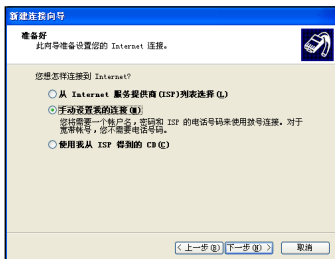 新建连接向导
准备好
此向导准备设置您的 Internet 连接。
您想怎样连接到 Internet?
从 Internet 服务提供商(ISP)列表选择(L)
手动设置我的连接(M)
您将需要一个帐户名，密码和 ISP 的电话号码来使用拨号连接。对于
宽带帐号，您不需要电话号码。
使用我从 ISP 得到的 CD(C)
< 上一步(B) 下一步(N) > 取消